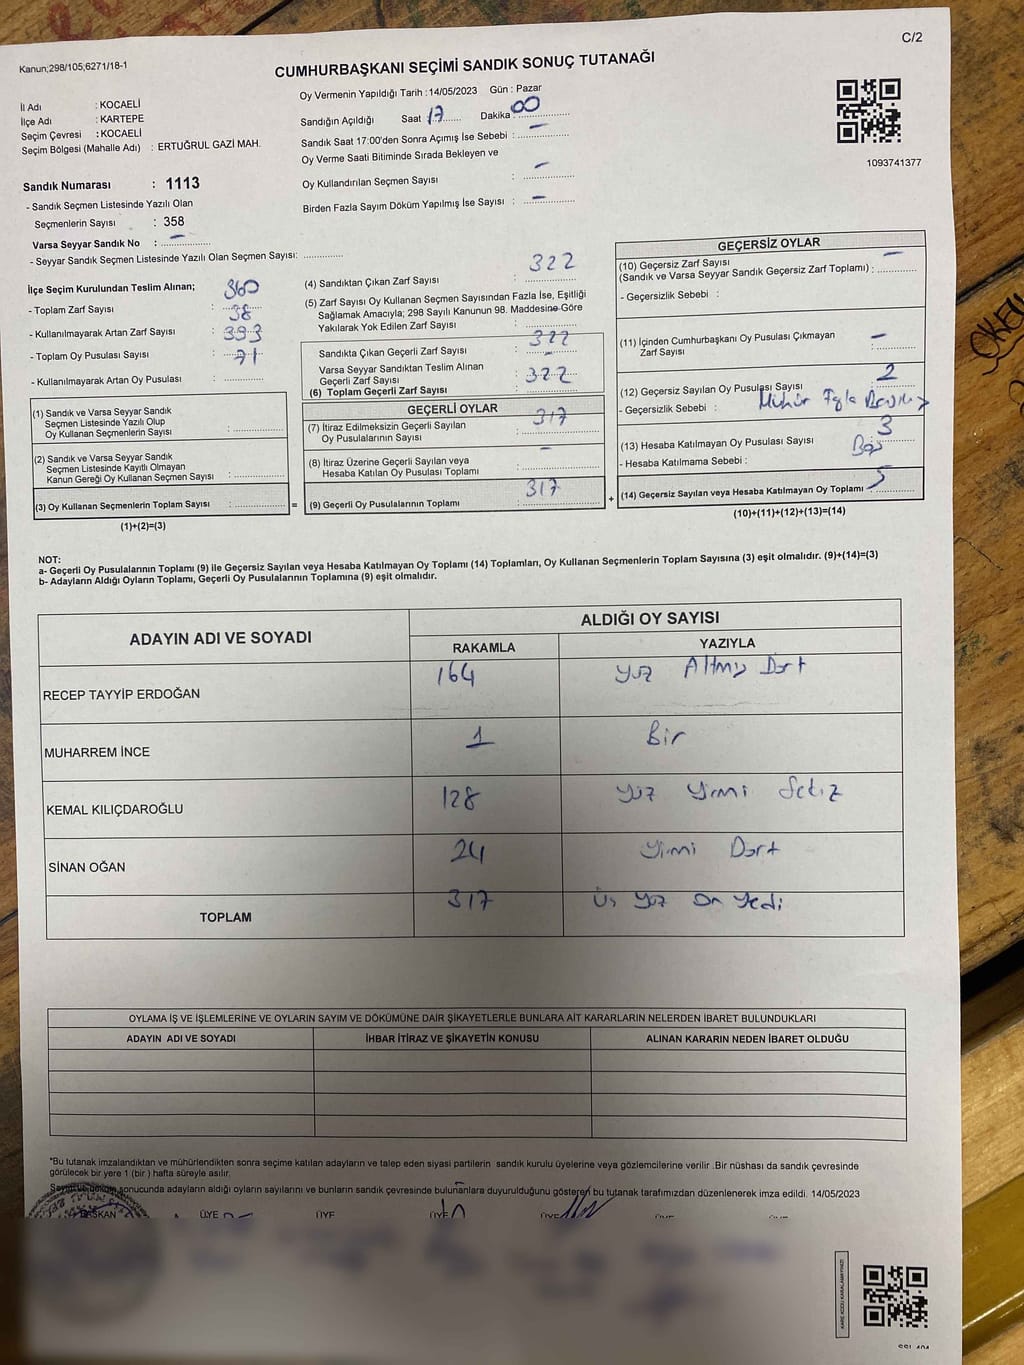 C/2
Kanun;298/105;6271/18-1
CUMHURBAŞKANI SEÇİMİ SANDIK SONUÇ TUTANAĞI
İl Adı : KOCAELİ
İlçe Adı : KARTEPE
Seçim Çevresi : KOCAELİ
Seçim Bölgesi (Mahalle Adı) : ERTUĞRUL GAZİ MAH.
Oy Vermenin Yapıldığı Tarih :14/05/2023 Gün : Pazar
Sandığın Açıldığı Saat 17 Dakika : 00
Sandık Saat 17:00'den Sonra Açımış İse Sebebi : –
Oy Verme Saati Bitiminde Sırada Bekleyen ve
Oy Kullandırılan Seçmen Sayısı : –
Birden Fazla Sayım Döküm Yapılmış İse Sayısı : –
1093741377
Sandık Numarası : 1113
- Sandık Seçmen Listesinde Yazılı Olan
Seçmenlerin Sayısı : 358
Varsa Seyyar Sandık No : –
- Seyyar Sandık Seçmen Listesinde Yazılı Olan Seçmen Sayısı:
İlçe Seçim Kurulundan Teslim Alınan;
- Toplam Zarf Sayısı : 360
- Kullanılmayarak Artan Zarf Sayısı : 38
- Toplam Oy Pusulası Sayısı : 393
- Kullanılmayarak Artan Oy Pusulası : 71
(1) Sandık ve Varsa Seyyar Sandık
Seçmen Listesinde Yazılı Olup
Oy Kullanan Seçmenlerin Sayısı :
(2) Sandık ve Varsa Seyyar Sandık
Seçmen Listesinde Kayıtlı Olmayan
Kanun Gereği Oy Kullanan Seçmen Sayısı :
(3) Oy Kullanan Seçmenlerin Toplam Sayısı : =
(1)+(2)=(3)
(4) Sandıktan Çıkan Zarf Sayısı : 322
(5) Zarf Sayısı Oy Kullanan Seçmen Sayısından Fazla İse, Eşitliği
Sağlamak Amacıyla; 298 Sayılı Kanunun 98. Maddesine Göre
Yakılarak Yok Edilen Zarf Sayısı :
Sandıkta Çıkan Geçerli Zarf Sayısı : 322
Varsa Seyyar Sandıktan Teslim Alınan
Geçerli Zarf Sayısı : –
(6) Toplam Geçerli Zarf Sayısı : 322
GEÇERLİ OYLAR
(7) İtiraz Edilmeksizin Geçerli Sayılan
Oy Pusulalarının Sayısı : 317
(8) İtiraz Üzerine Geçerli Sayılan veya
Hesaba Katılan Oy Pusulası Toplamı : –
(9) Geçerli Oy Pusulalarının Toplamı : 317 +
GEÇERSİZ OYLAR
(10) Geçersiz Zarf Sayısı
(Sandık ve Varsa Seyyar Sandık Geçersiz Zarf Toplamı) : –
- Geçersizlik Sebebi :
(11) İçinden Cumhurbaşkanı Oy Pusulası Çıkmayan
Zarf Sayısı : –
(12) Geçersiz Sayılan Oy Pusulası Sayısı : 2
- Geçersizlik Sebebi : Mühür Fazla
(13) Hesaba Katılmayan Oy Pusulası Sayısı : 3
- Hesaba Katılmama Sebebi : Boş
(14) Geçersiz Sayılan veya Hesaba Katılmayan Oy Toplamı : 5
(10)+(11)+(12)+(13)=(14)
NOT:
a- Geçerli Oy Pusulalarının Toplamı (9) ile Geçersiz Sayılan veya Hesaba Katılmayan Oy Toplamı (14) Toplamları, Oy Kullanan Seçmenlerin Toplam Sayısına (3) eşit olmalıdır. (9)+(14)=(3)
b- Adayların Aldığı Oyların Toplamı, Geçerli Oy Pusulalarının Toplamına (9) eşit olmalıdır.
ADAYIN ADI VE SOYADI
ALDIĞI OY SAYISI
RAKAMLA YAZIYLA
RECEP TAYYİP ERDOĞAN 164 Yüz Altmış Dört
MUHARREM İNCE 1 Bir
KEMAL KILIÇDAROĞLU 128 Yüz Yirmi Sekiz
SİNAN OĞAN 24 Yirmi Dört
TOPLAM 317 Üç Yüz On Yedi
OYLAMA İŞ VE İŞLEMLERİNE VE OYLARIN SAYIM VE DÖKÜMÜNE DAİR ŞİKAYETLERLE BUNLARA AİT KARARLARIN NELERDEN İBARET BULUNDUKLARI
ADAYIN ADI VE SOYADI İHBAR İTİRAZ VE ŞİKAYETİN KONUSU ALINAN KARARIN NEDEN İBARET OLDUĞU
*Bu tutanak imzalandıktan ve mühürlendikten sonra seçime katılan adayların ve talep eden siyasi partilerin sandık kurulu üyelerine veya gözlemcilerine verilir .Bir nüshası da sandık çevresinde
görülecek bir yere 1 (bir ) hafta süreyle asılır.
Sayım ve döküm sonucunda adayların aldığı oyların sayılarını ve bunların sandık çevresinde bulunanlara duyurulduğunu gösteren bu tutanak tarafımızdan düzenlenerek imza edildi. 14/05/2023
BAŞKAN ÜYE ÜYE ÜYE ÜYE